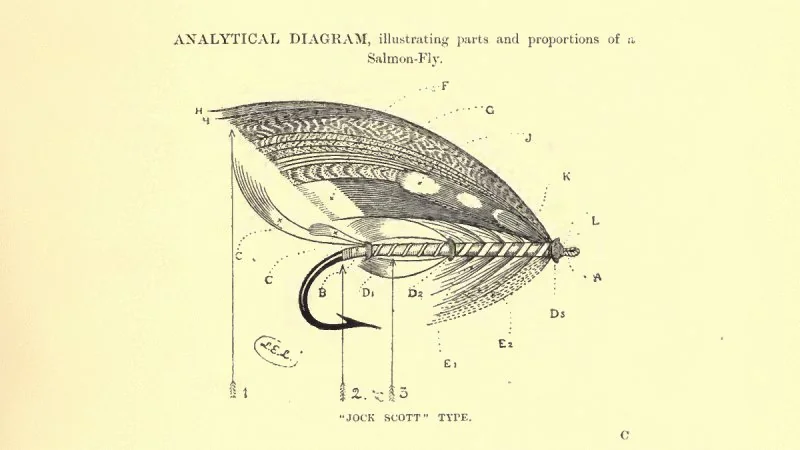 ANALYTICAL DIAGRAM, illustrating parts and proportions of a
Salmon-Fly.
F
H
G
H
J
K
L
C
C
A
B D1 D2
D3
E2
L.E.L.
E1
1 2. 3
"JOCK SCOTT" TYPE.
C